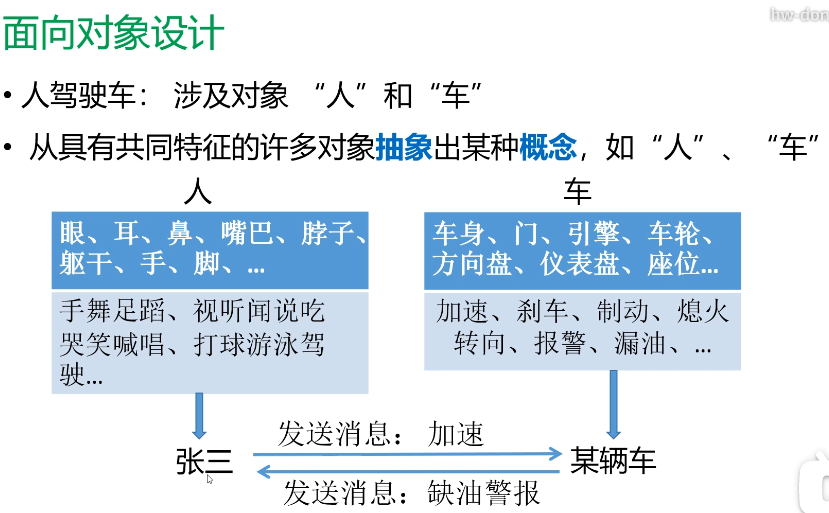 面向对象设计
hw-don
• 人驾驶车： 涉及对象 “人”和“车”
• 从具有共同特征的许多对象抽象出某种概念，如“人”、 “车”
人
车
眼、耳、鼻、嘴巴、脖子、
躯干、手、脚、...
车身、门、引擎、车轮、
方向盘、仪表盘、座位...
手舞足蹈、视听闻说吃
哭笑喊唱、打球游泳驾
驶...
加速、刹车、制动、熄火
转向、报警、漏油、...
发送消息： 加速
张三
某辆车
发送消息：缺油警报